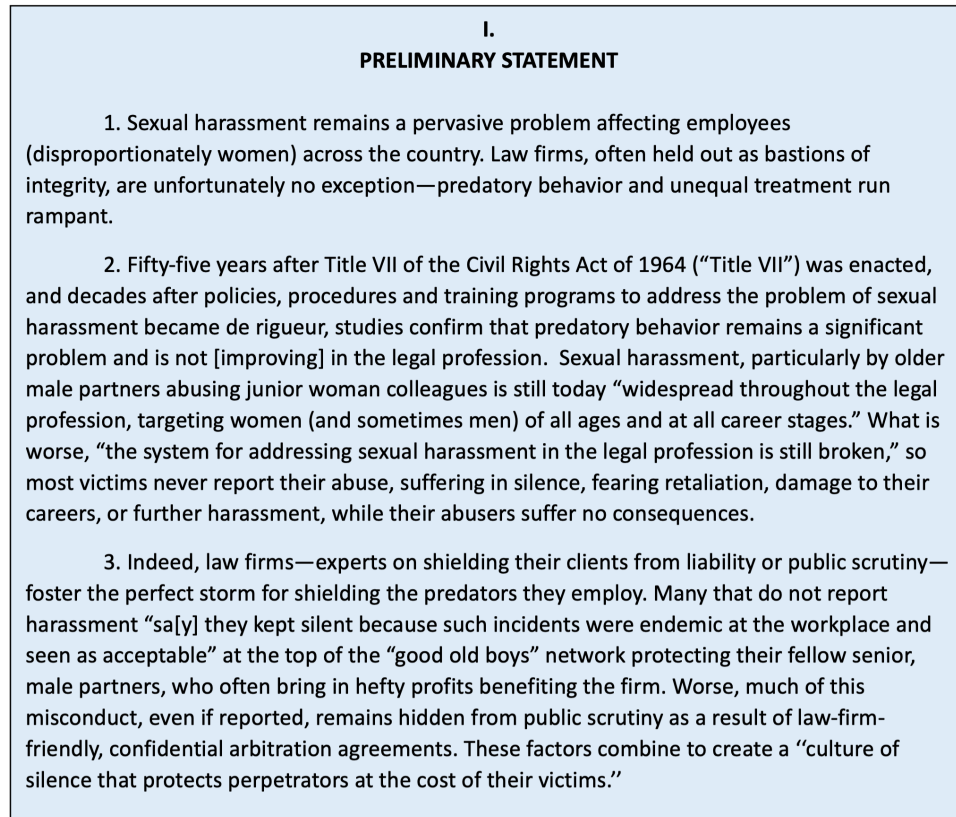 I.
PRELIMINARY STATEMENT
1. Sexual harassment remains a pervasive problem affecting employees
(disproportionately women) across the country. Law firms, often held out as bastions of
integrity, are unfortunately no exception—predatory behavior and unequal treatment run
rampant.
2. Fifty-five years after Title VII of the Civil Rights Act of 1964 (“Title VII”) was enacted,
and decades after policies, procedures and training programs to address the problem of sexual
harassment became de rigueur, studies confirm that predatory behavior remains a significant
problem and is not [improving] in the legal profession.  Sexual harassment, particularly by older
male partners abusing junior woman colleagues is still today “widespread throughout the legal
profession, targeting women (and sometimes men) of all ages and at all career stages.” What is
worse, “the system for addressing sexual harassment in the legal profession is still broken,” so
most victims never report their abuse, suffering in silence, fearing retaliation, damage to their
careers, or further harassment, while their abusers suffer no consequences.
3. Indeed, law firms—experts on shielding their clients from liability or public scrutiny—
foster the perfect storm for shielding the predators they employ. Many that do not report
harassment “sa[y] they kept silent because such incidents were endemic at the workplace and
seen as acceptable” at the top of the “good old boys” network protecting their fellow senior,
male partners, who often bring in hefty profits benefiting the firm. Worse, much of this
misconduct, even if reported, remains hidden from public scrutiny as a result of law-firm-
friendly, confidential arbitration agreements. These factors combine to create a ‘‘culture of
silence that protects perpetrators at the cost of their victims.’’